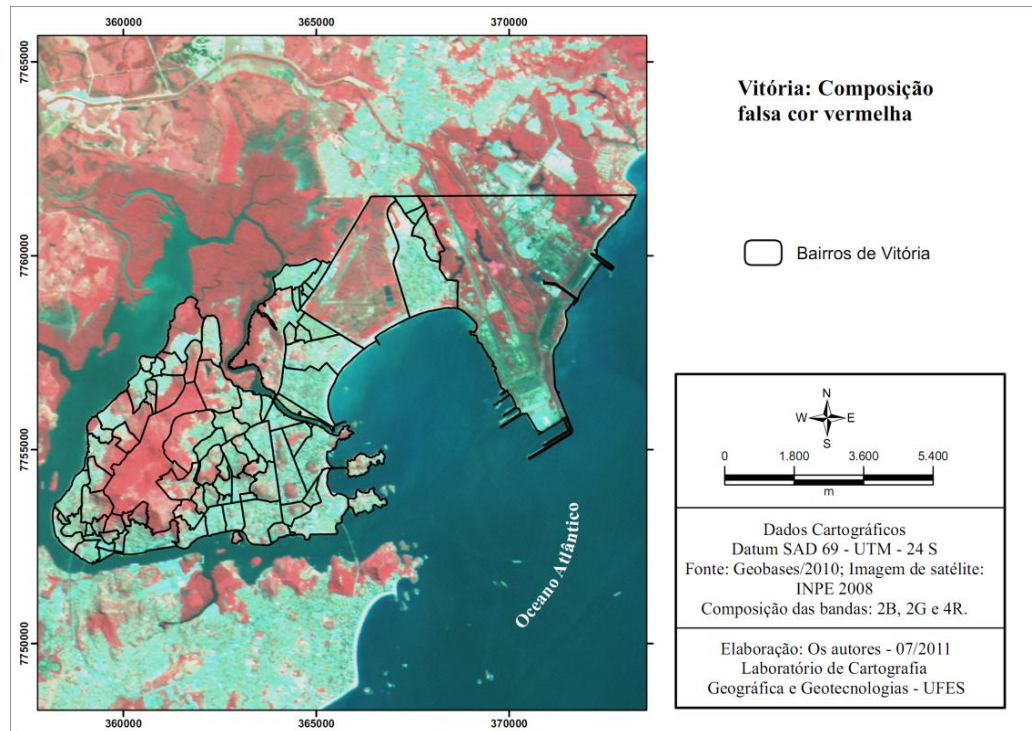 360000 365000 370000
7765000
7760000
7755000
7750000
Oceano Atlântico
360000 365000 370000
Vitória: Composição
falsa cor vermelha
Bairros de Vitória
N
W E
S
0 1.800 3.600 5.400
m
Dados Cartográficos
Datum SAD 69 - UTM - 24 S
Fonte: Geobases/2010; Imagem de satélite:
INPE 2008
Composição das bandas: 2B, 2G e 4R.
Elaboração: Os autores - 07/2011
Laboratório de Cartografia
Geográfica e Geotecnologias - UFES